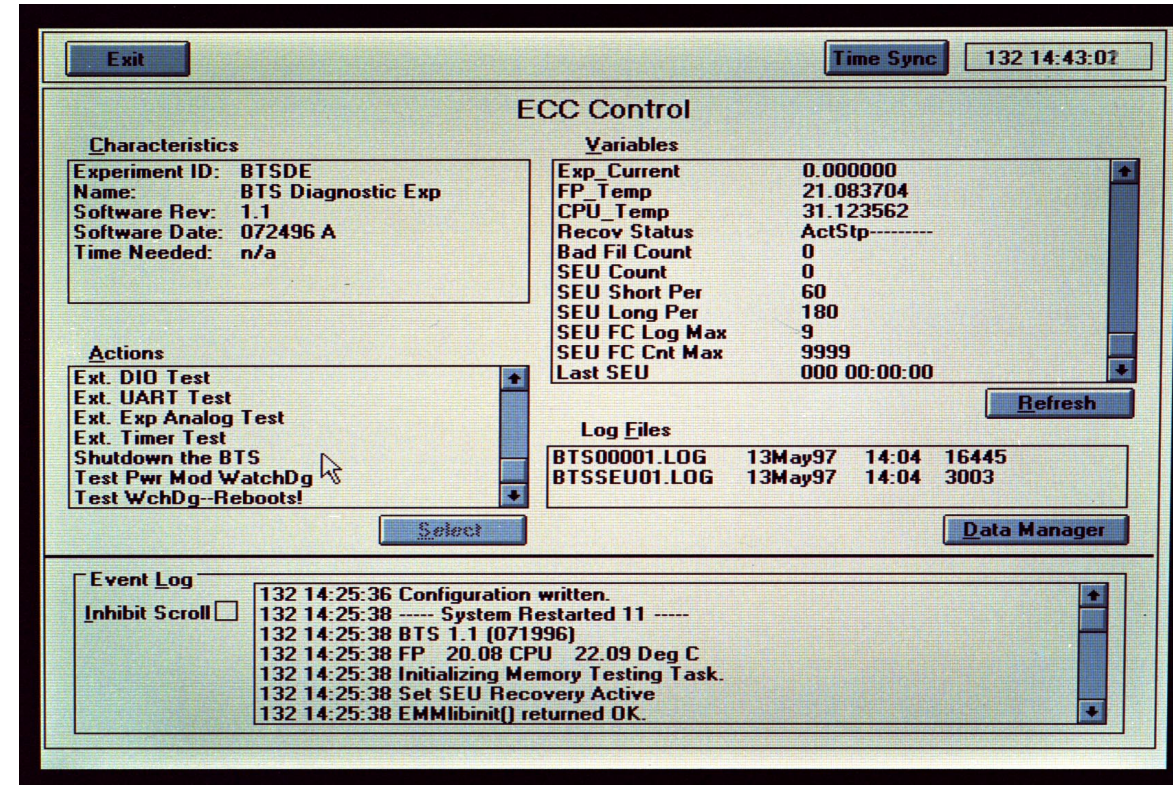 Exit
Time Sync
132 14:43:02
ECC Control
Characteristics
Experiment ID: BTSDE
Name: BTS Diagnostic Exp
Software Rev: 1.1
Software Date: 072496 A
Time Needed: n/a
Variables
Exp_Current 0.000000
FP_Temp 21.083704
CPU_Temp 31.123562
Recov Status ActStp---------
Bad Fil Count 0
SEU Count 0
SEU Short Per 60
SEU Long Per 180
SEU FC Log Max 9
SEU FC Cnt Max 9999
Last SEU 000 00:00:00
Refresh
Actions
Ext. DIO Test
Ext. UART Test
Ext. Exp Analog Test
Ext. Timer Test
Shutdown the BTS
Test Pwr Mod WatchDg
Test WchDg--Reboots!
Select
Log Files
BTS00001.LOG 13May97 14:04 16445
BTSSEU01.LOG 13May97 14:04 3003
Data Manager
Event Log
Inhibit Scroll
132 14:25:36 Configuration written.
132 14:25:38 ----- System Restarted 11 -----
132 14:25:38 BTS 1.1 (071996)
132 14:25:38 FP 20.08 CPU 22.09 Deg C
132 14:25:38 Initializing Memory Testing Task.
132 14:25:38 Set SEU Recovery Active
132 14:25:38 EMMlibinit() returned OK.